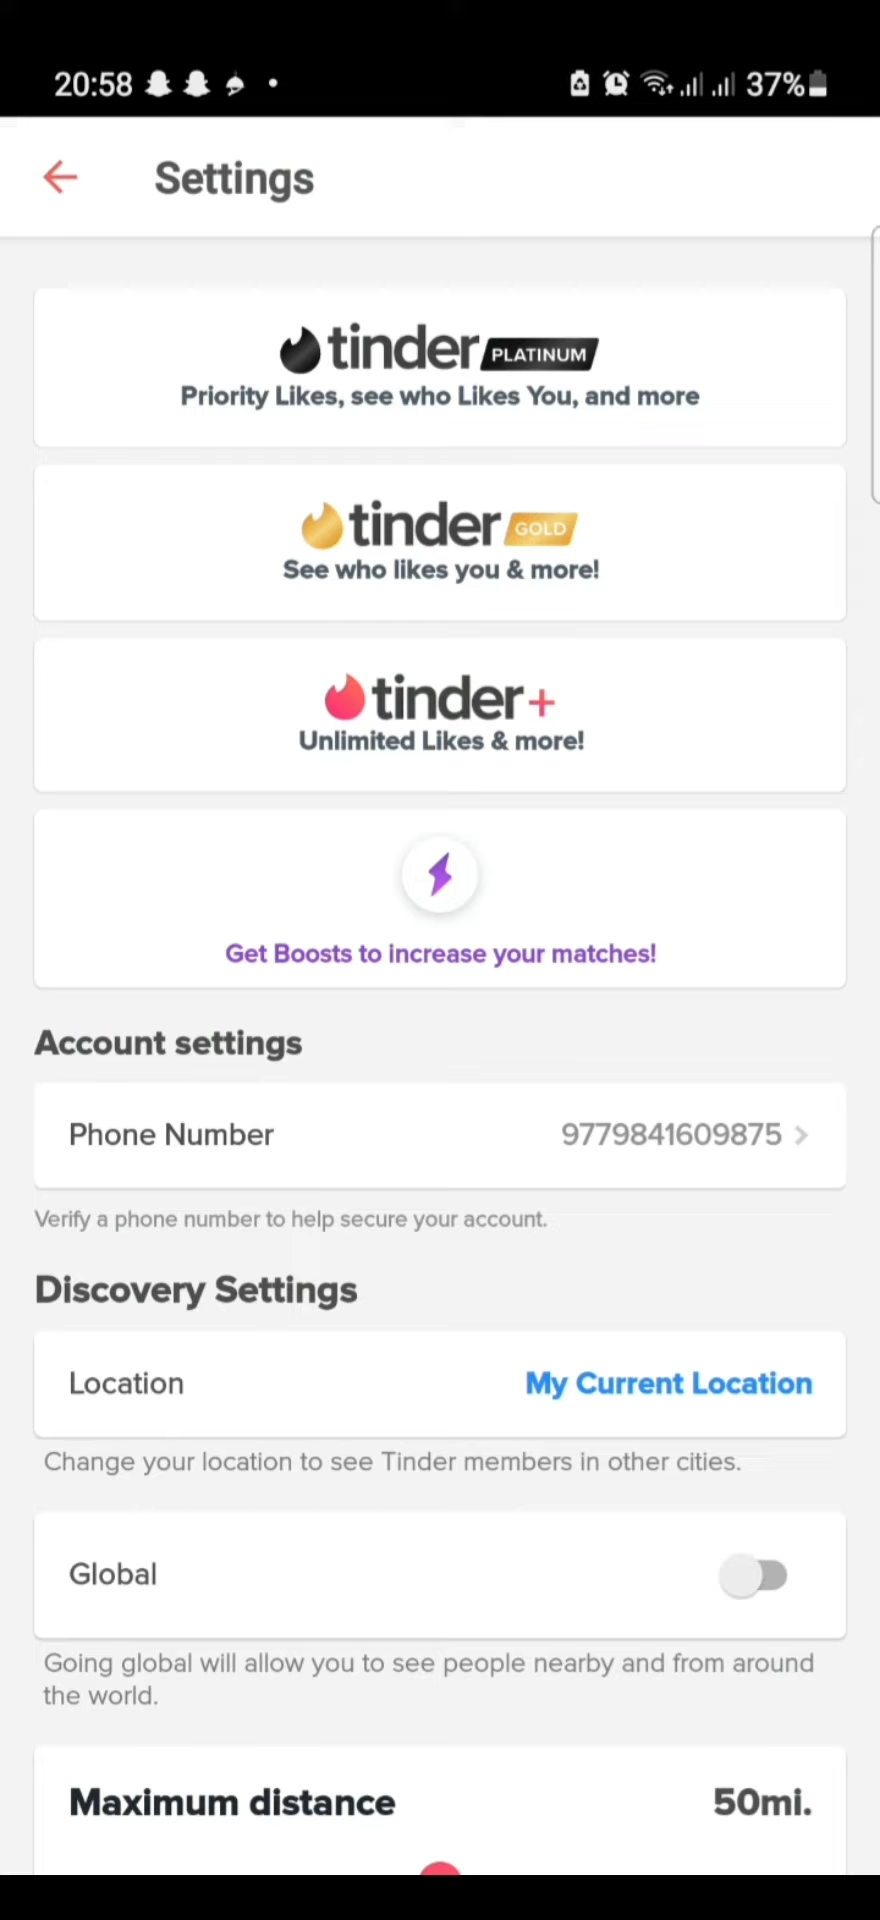 20:58
37%
Settings
tinder PLATINUM
Priority Likes, see who Likes You, and more
tinder GOLD
See who likes you & more!
tinder+
Unlimited Likes & more!
Get Boosts to increase your matches!
Account settings
Phone Number 9779841609875
Verify a phone number to help secure your account.
Discovery Settings
Location My Current Location
Change your location to see Tinder members in other cities.
Global
Going global will allow you to see people nearby and from around
the world.
Maximum distance 50mi.